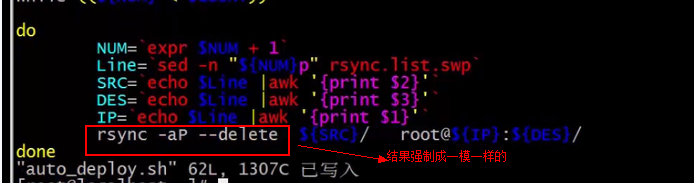 do
NUM=`expr $NUM + 1`
Line=`sed -n "${NUM}p" rsync.list.swp`
SRC=`echo $Line |awk '{print $2}'`
DES=`echo $Line |awk '{print $3}'`
IP=`echo $Line |awk '{print $1}'`
rsync -aP --delete ${SRC}/ root@${IP}:${DES}/
done
结果强制成一模一样的
"auto_deploy.sh" 62L, 1307C 已写入